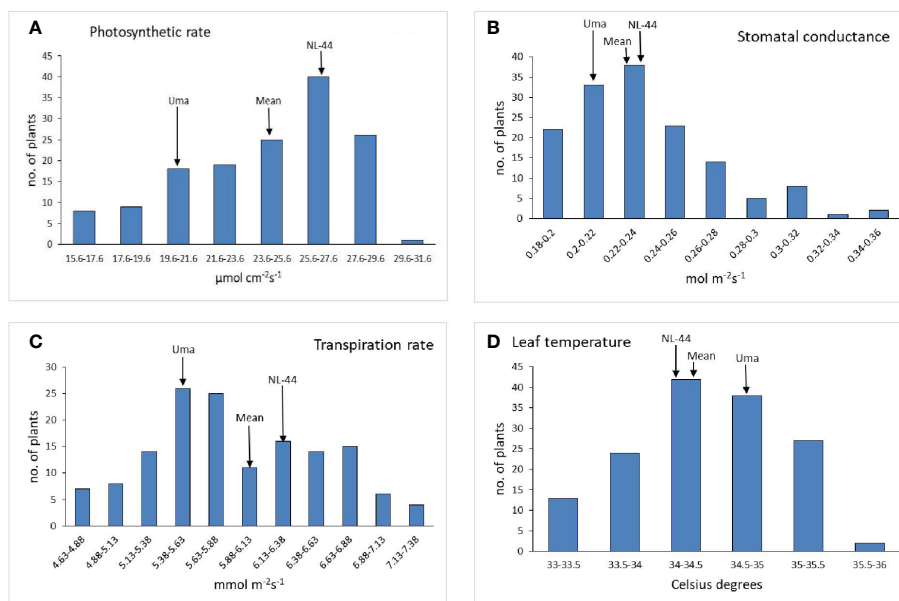 A
Photosynthetic rate
NL-44
Uma
Mean
no. of plants
45
40
35
30
25
20
15
10
5
0
15.6-17.6 17.6-19.6 19.6-21.6 21.6-23.6 23.6-25.6 25.6-27.6 27.6-29.6 29.6-31.6
µmol cm⁻²s⁻¹
B
Stomatal conductance
Uma
NL-44
Mean
no. of plants
40
35
30
25
20
15
10
5
0
0.18-0.2 0.2-0.22 0.22-0.24 0.24-0.26 0.26-0.28 0.28-0.3 0.3-0.32 0.32-0.34 0.34-0.36
mol m⁻²s⁻¹
C
Transpiration rate
Uma
NL-44
Mean
no. of plants
30
25
20
15
10
5
0
4.63-4.88 4.88-5.13 5.13-5.38 5.38-5.63 5.63-5.88 5.88-6.13 6.13-6.38 6.38-6.63 6.63-6.88 6.88-7.13 7.13-7.38
mmol m⁻²s⁻¹
D
Leaf temperature
NL-44
Mean
Uma
no. of plants
45
40
35
30
25
20
15
10
5
0
33-33.5 33.5-34 34-34.5 34.5-35 35-35.5 35.5-36
Celsius degrees